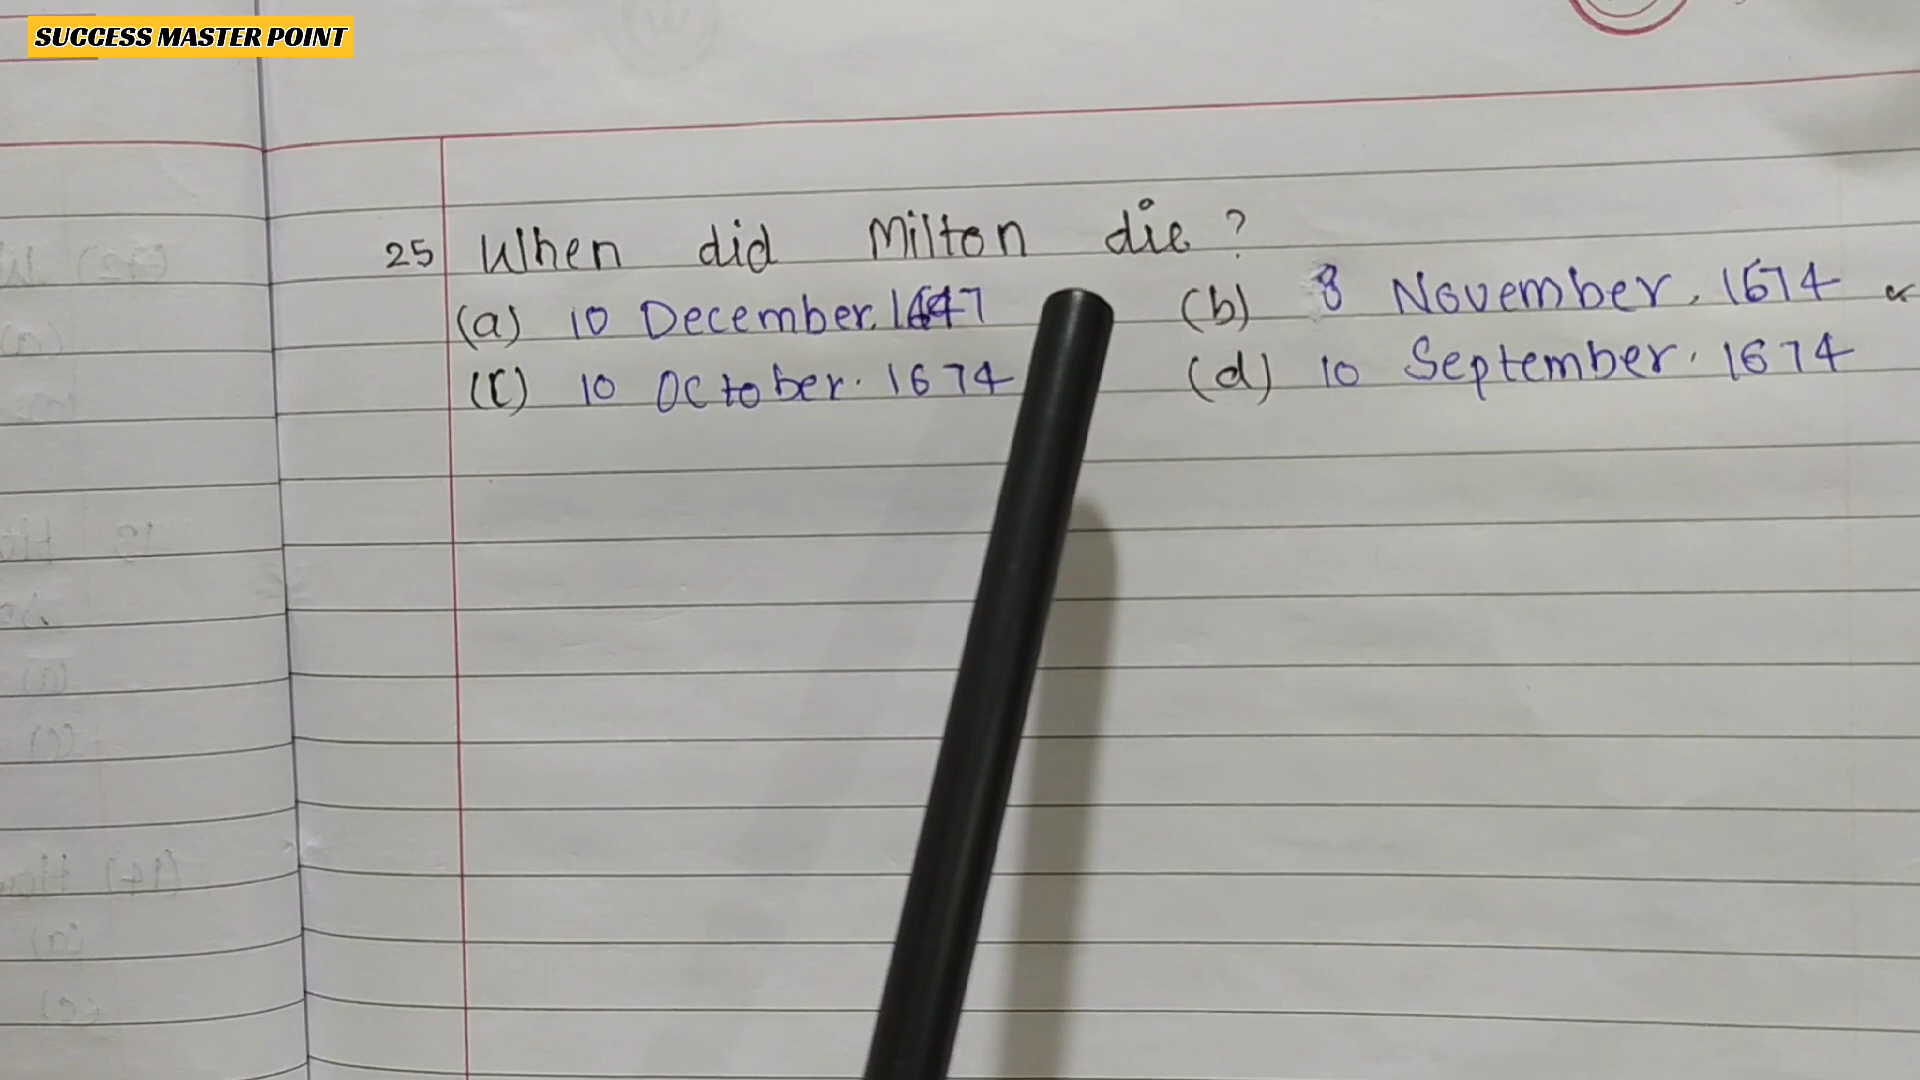 SUCCESS MASTER POINT
25 When did Milton die?
(a) 10 December. 1647 (b) 8 November. 1674
(c) 10 October. 1674 (d) 10 September. 1674